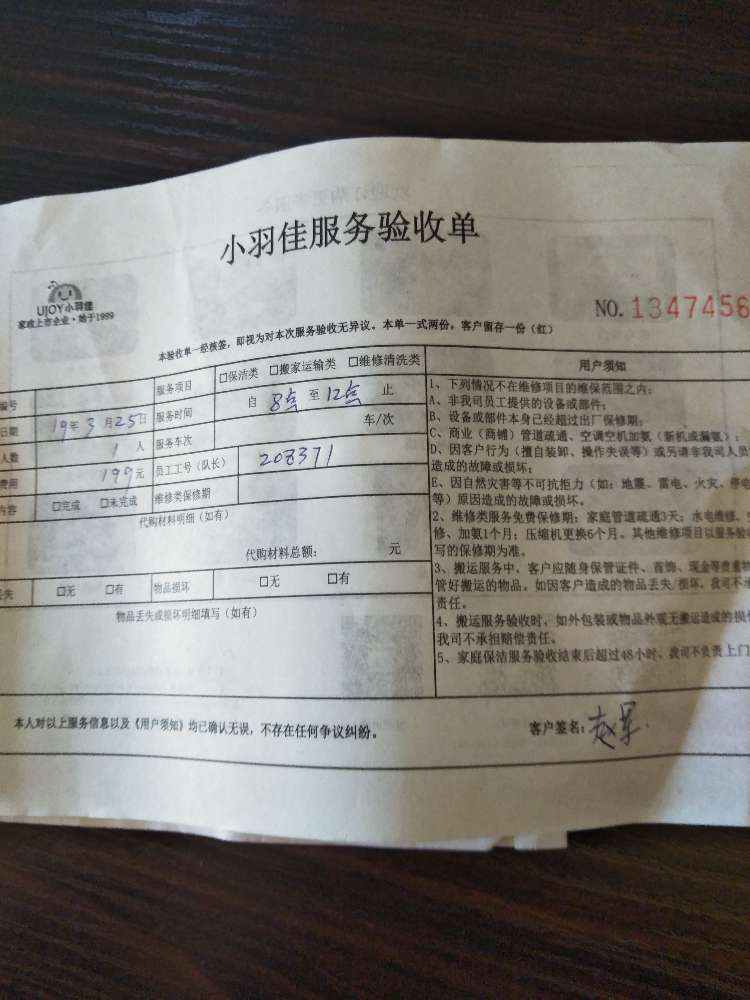 小羽佳服务验收单
UJOY小羽佳
家政上市企业·始于1999
NO. 1347456
本验收单一经核签，即视为对本次服务验收无异议。本单一式两份，客户留存一份（红）
编号 服务项目 □保洁类 □搬家运输类 □维修清洗类
日期 19年3月25日 服务时间 自 8点 至 12点 止
人数 1 人 服务车次 车/次
费用 199元 员工工号（队长） 208371
内容 □完成 □未完成 维修类保修期
代购材料明细（如有）
代购材料总额： 元
丢失 □无 □有 物品损坏 □无 □有
物品丢失或损坏明细填写（如有）
用户须知
1、下列情况不在维修项目的维保范围之内：
A、非我司员工提供的设备或部件；
B、设备或部件本身已经超过出厂保修期；
C、商业（商铺）管道疏通、空调空机加氨（新机或漏氨）；
D、因客户行为（擅自装卸、操作失误等）或另请非我司人员
造成的故障或损坏；
E、因自然灾害等不可抗拒力（如：地震、雷电、火灾、停电
等）原因造成的故障或损坏。
2、维修类服务免费保修期：家庭管道疏通3天；水电维修、
修、加氨1个月；压缩机更换6个月。其他维修项目以服务验收
写的保修期为准。
3、搬运服务中，客户应随身保管证件、首饰、现金等贵重物
管好搬运的物品。如因客户造成的物品丢失/损坏，我司不承
责任。
4、搬运服务验收时，如外包装或物品外观无搬运造成的损
我司不承担赔偿责任。
5、家庭保洁服务验收结束后超过48小时、我司不负责上门
本人对以上服务信息以及《用户须知》均已确认无误，不存在任何争议纠纷。
客户签名：赵军